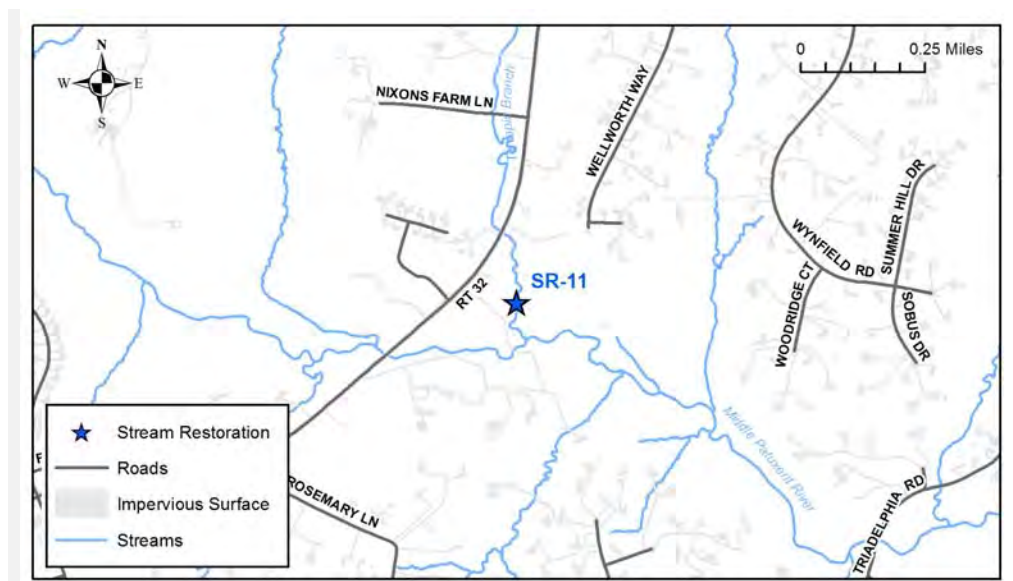 N
W E
S
0 0.25 Miles
NIXONS FARM LN
Branch
WELLWORTH WAY
SUMMER HILL DR
WYNFIELD RD
WOODRIDGE CT
SOBUS DR
RT 32
SR-11
Middle Patuxent River
TRIADELPHIA RD
ROSEMARY LN
Stream Restoration
Roads
Impervious Surface
Streams